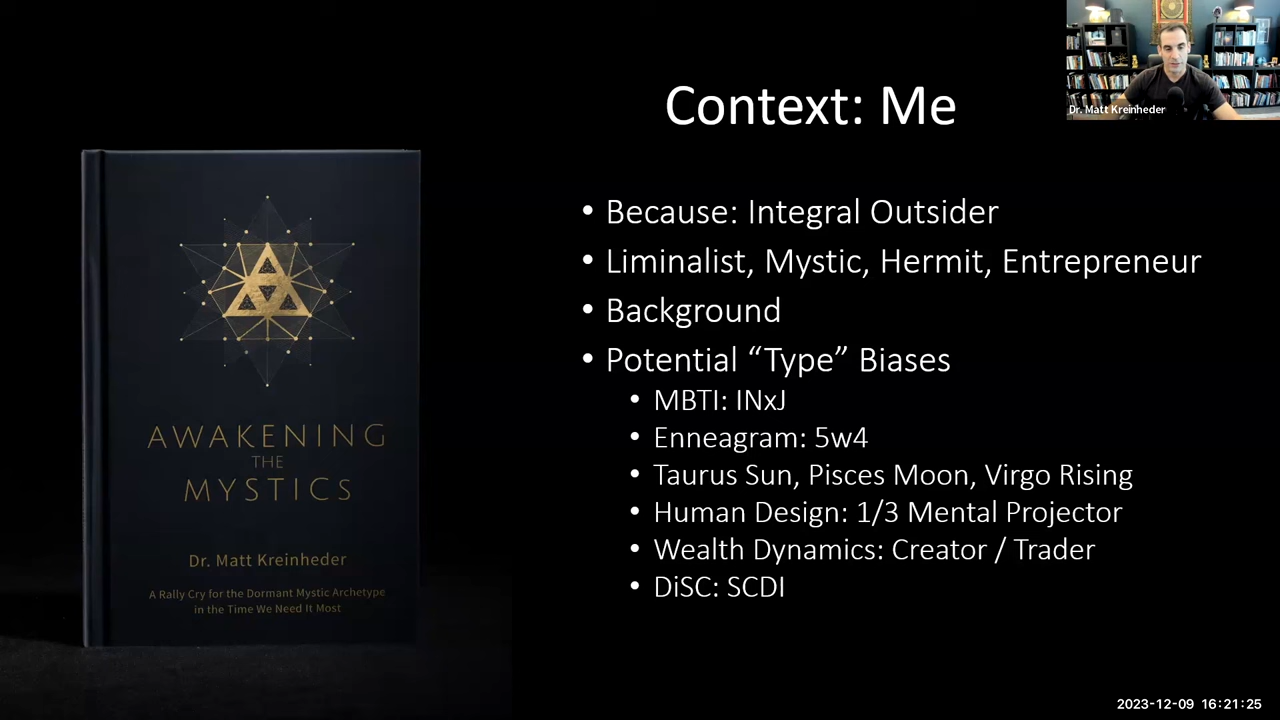 Context: Me
Dr. Matt Kreinheder
• Because: Integral Outsider
• Liminalist, Mystic, Hermit, Entrepreneur
• Background
• Potential “Type” Biases
• MBTI: INxJ
• Enneagram: 5w4
• Taurus Sun, Pisces Moon, Virgo Rising
• Human Design: 1/3 Mental Projector
• Wealth Dynamics: Creator / Trader
• DiSC: SCDI
AWAKENING
THE
MYSTICS
Dr. Matt Kreinheder
A Rally Cry for the Dormant Mystic Archetype
in the Time We Need It Most
2023-12-09 16:21:25